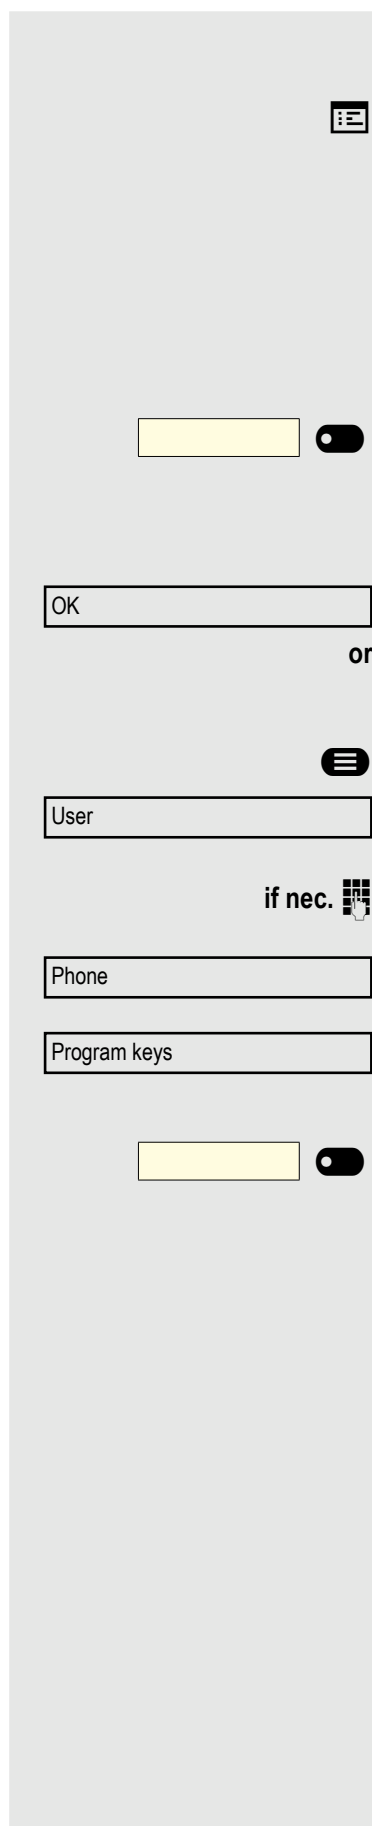 OK
or
User
if nec.
Phone
Program keys